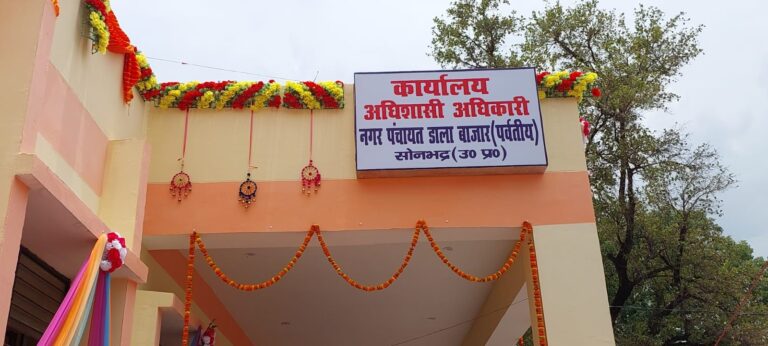 कार्यालय
अधिशासी अधिकारी
नगर पंचायत डाला बाजार(पर्वतीय)
सोनभद्र(उ० प्र०)